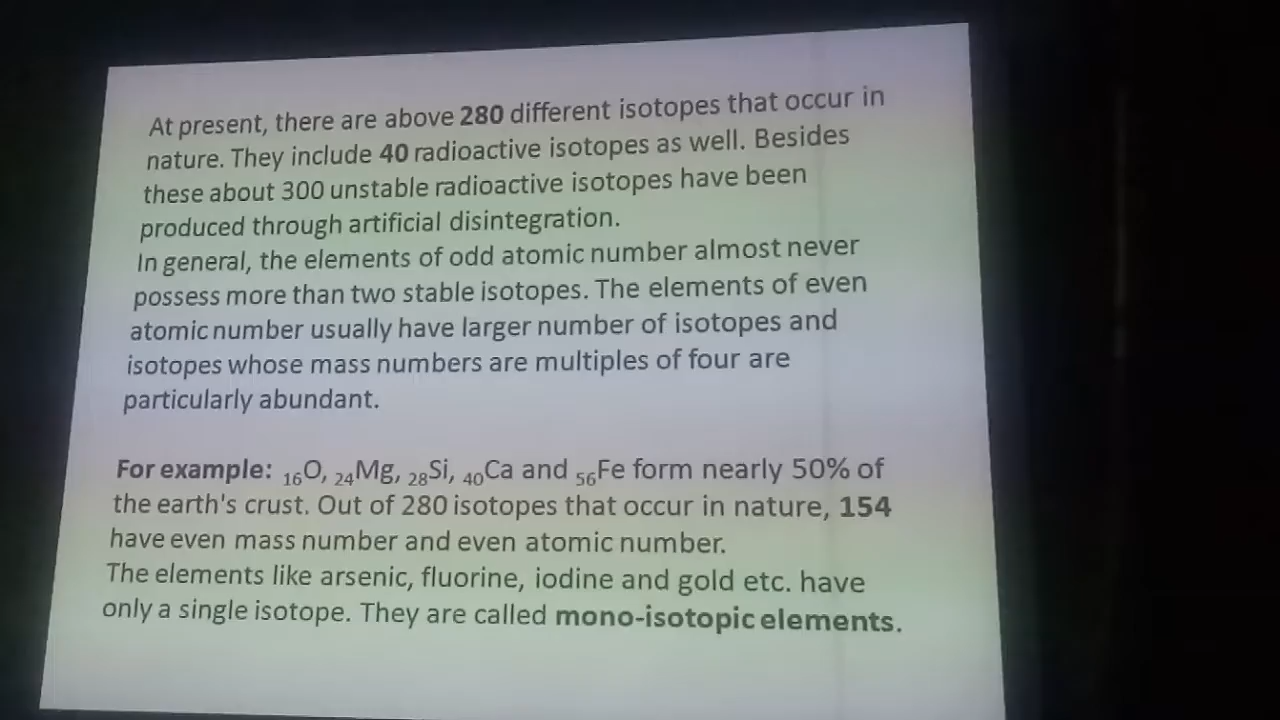 At present, there are above 280 different isotopes that occur in
nature. They include 40 radioactive isotopes as well. Besides
these about 300 unstable radioactive isotopes have been
produced through artificial disintegration.
In general, the elements of odd atomic number almost never
possess more than two stable isotopes. The elements of even
atomic number usually have larger number of isotopes and
isotopes whose mass numbers are multiples of four are
particularly abundant.
For example: ₁₆O, ₂₄Mg, ₂₈Si, ₄₀Ca and ₅₆Fe form nearly 50% of
the earth's crust. Out of 280 isotopes that occur in nature, 154
have even mass number and even atomic number.
The elements like arsenic, fluorine, iodine and gold etc. have
only a single isotope. They are called mono-isotopic elements.